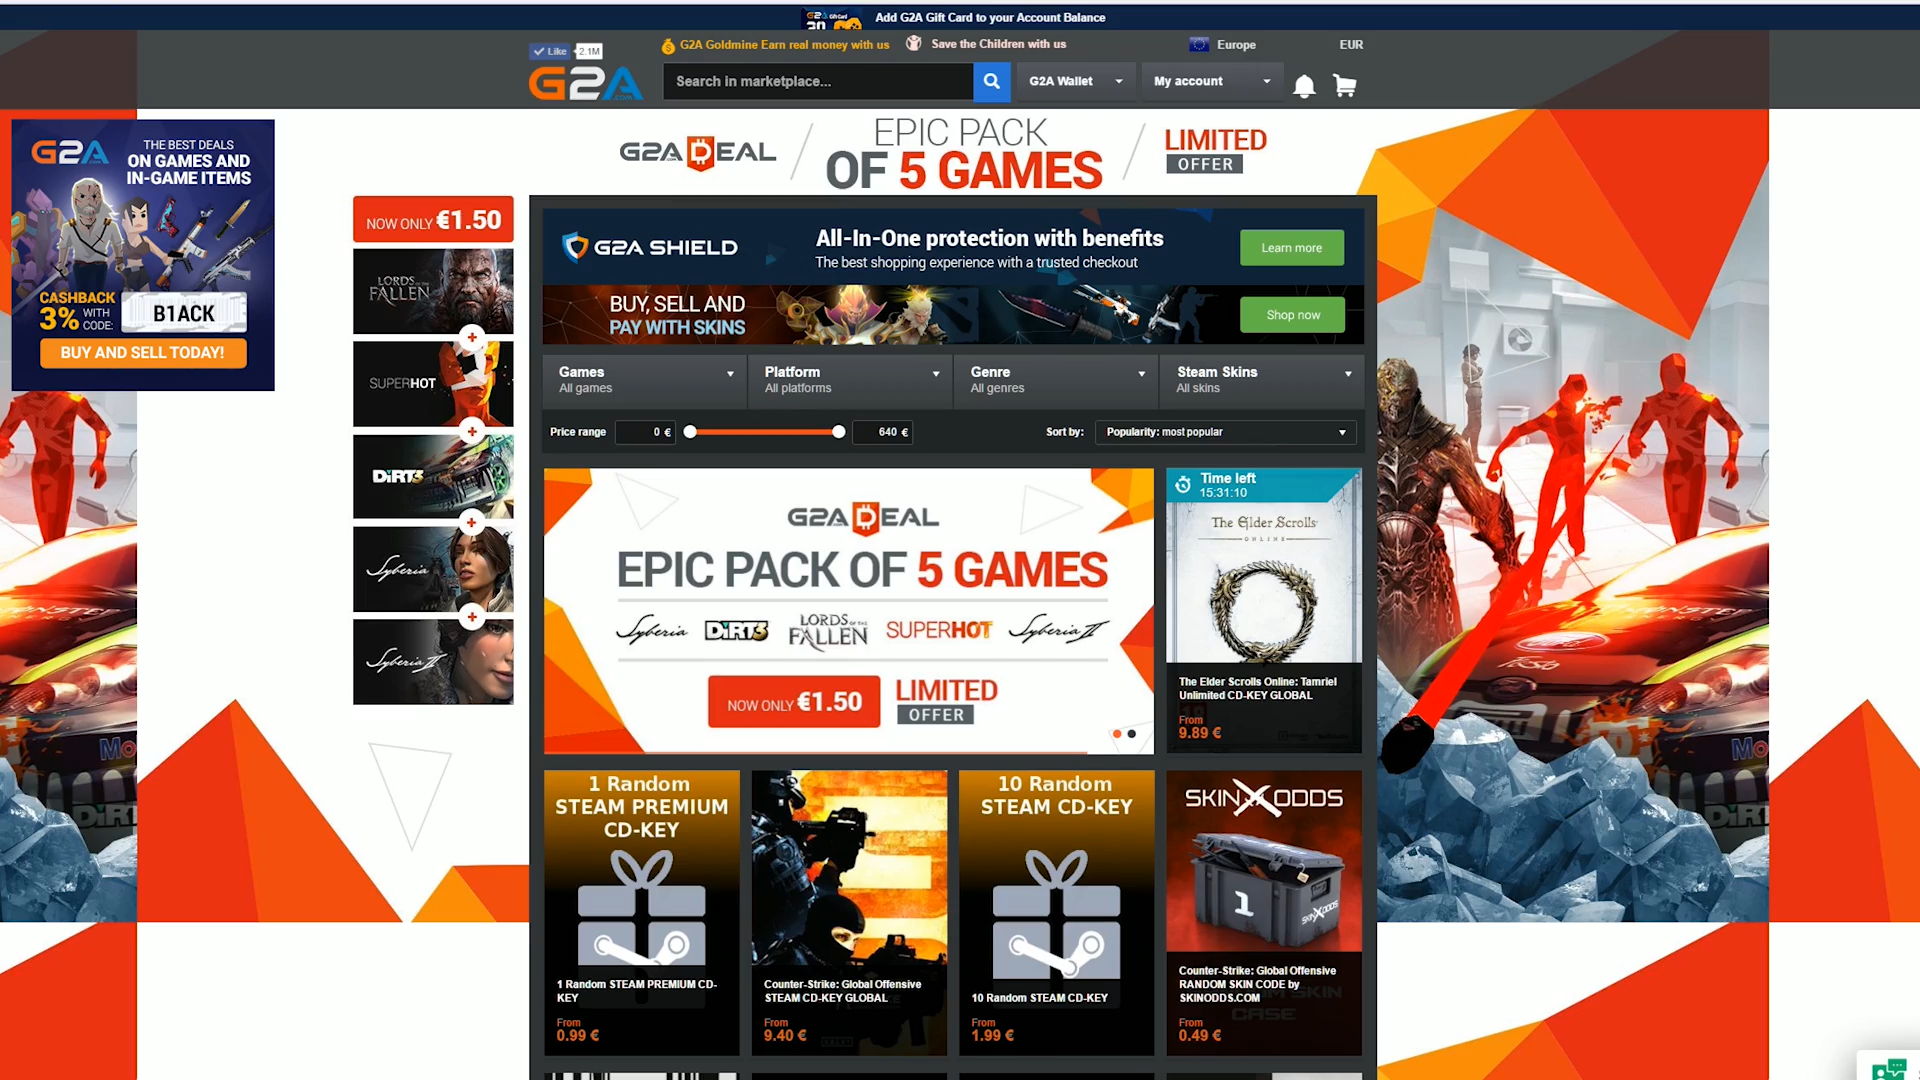 Add G2A Gift Card to your Account Balance
Like 2.1M
G2A Goldmine Earn real money with us
Save the Children with us
Europe
EUR
G2A
.COM
Search in marketplace...
G2A Wallet
My account
G2A
THE BEST DEALS
ON GAMES AND
IN-GAME ITEMS
CASHBACK
3% WITH
CODE:
B1ACK
BUY AND SELL TODAY!
G2A DEAL
EPIC PACK
OF 5 GAMES
LIMITED
OFFER
NOW ONLY €1.50
LORDS OF THE
FALLEN
SUPERHOT
DiRT3
Syberia
Syberia II
G2A SHIELD
All-In-One protection with benefits
The best shopping experience with a trusted checkout
Learn more
BUY, SELL AND
PAY WITH SKINS
Shop now
Games
All games
Platform
All platforms
Genre
All genres
Steam Skins
All skins
Price range
0 €
640 €
Sort by:
Popularity: most popular
G2A DEAL
EPIC PACK OF 5 GAMES
Syberia
DiRT3
LORDS OF THE
FALLEN
SUPERHOT
Syberia II
NOW ONLY €1.50
LIMITED
OFFER
Time left
15:31:10
The Elder Scrolls
ONLINE
The Elder Scrolls Online: Tamriel
Unlimited CD-KEY GLOBAL
From
9.89 €
1 Random
STEAM PREMIUM
CD-KEY
1 Random STEAM PREMIUM CD-
KEY
From
0.99 €
Counter-Strike: Global Offensive
STEAM CD-KEY GLOBAL
From
9.40 €
10 Random
STEAM CD-KEY
10 Random STEAM CD-KEY
From
1.99 €
SKINXODDS
1
SKINXODDS
Counter-Strike: Global Offensive
RANDOM SKIN CODE by
SKINODDS.COM
From
0.49 €